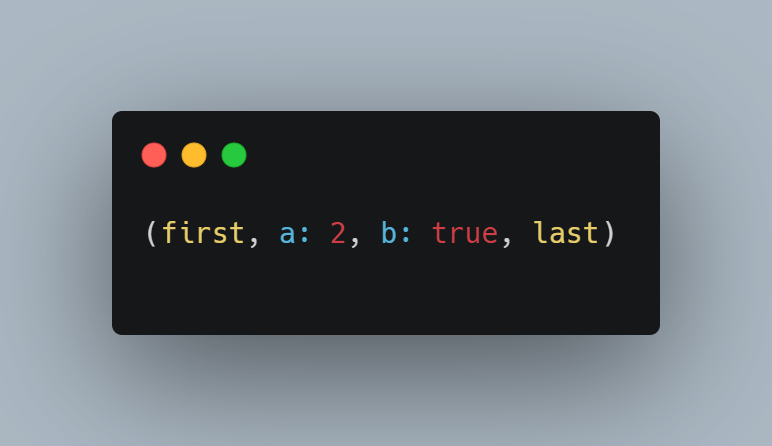 (first, a: 2, b: true, last)